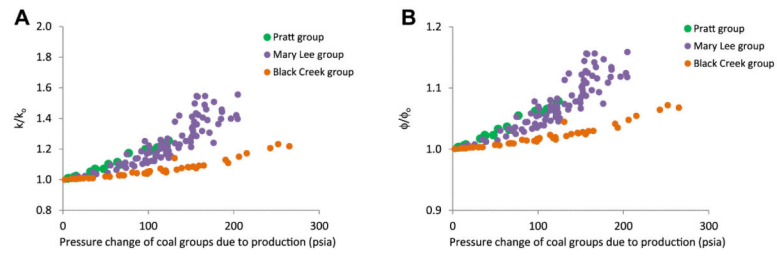 A
2.0
1.8
1.6
1.4
1.2
1.0
0.8
k/k₀
0
100
200
300
Pressure change of coal groups due to production (psia)
Pratt group
Mary Lee group
Black Creek group
B
1.2
1.1
1.0
0.9
ϕ/ϕ₀
0
100
200
300
Pressure change of coal groups due to production (psia)
Pratt group
Mary Lee group
Black Creek group